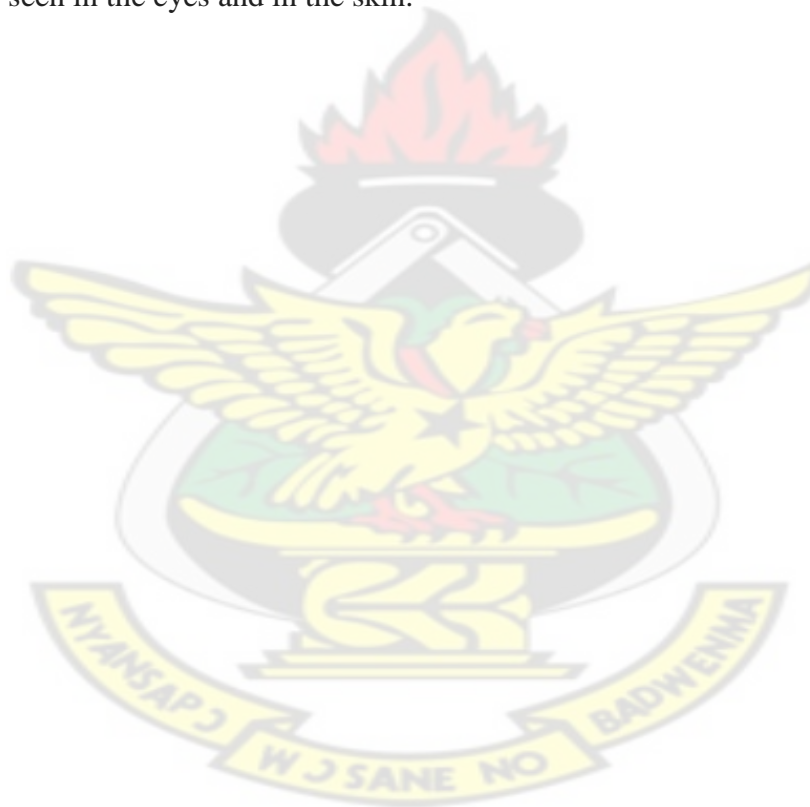 seen in the eyes and in the skin.
NYANSAPƆ
WƆSANE NO
BADWENMA